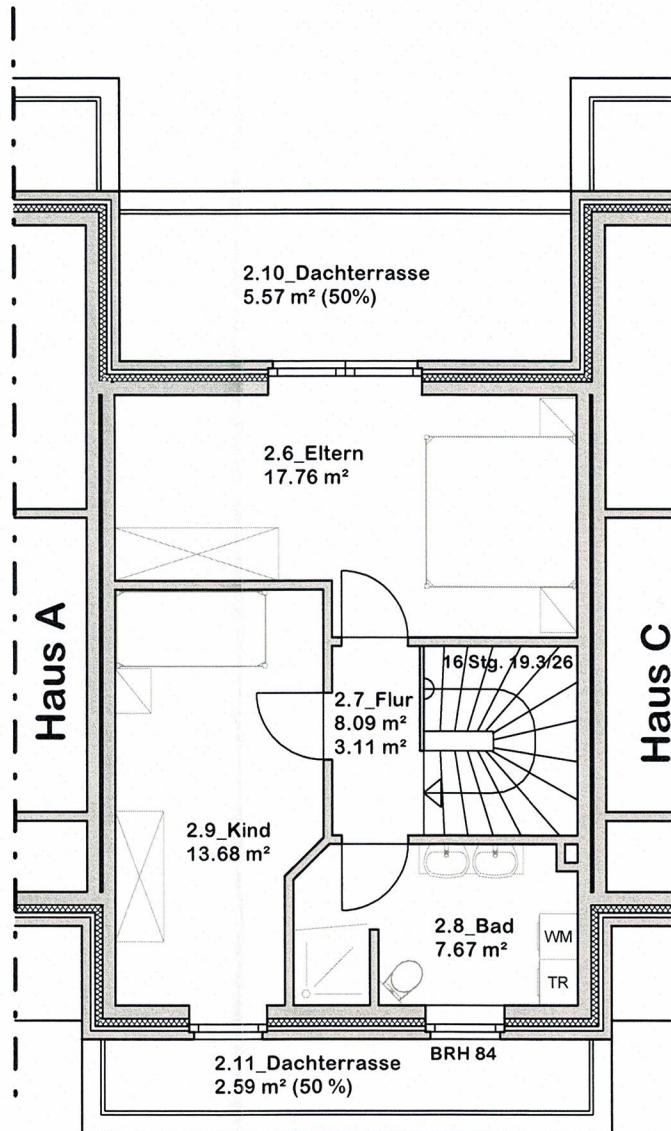 2.10_Dachterrasse
5.57 m² (50%)
2.6_Eltern
17.76 m²
Haus A
16 Stg. 19.3/26
2.7_Flur
8.09 m²
3.11 m²
Haus C
2.9_Kind
13.68 m²
2.8_Bad
7.67 m²
WM
TR
BRH 84
2.11_Dachterrasse
2.59 m² (50 %)